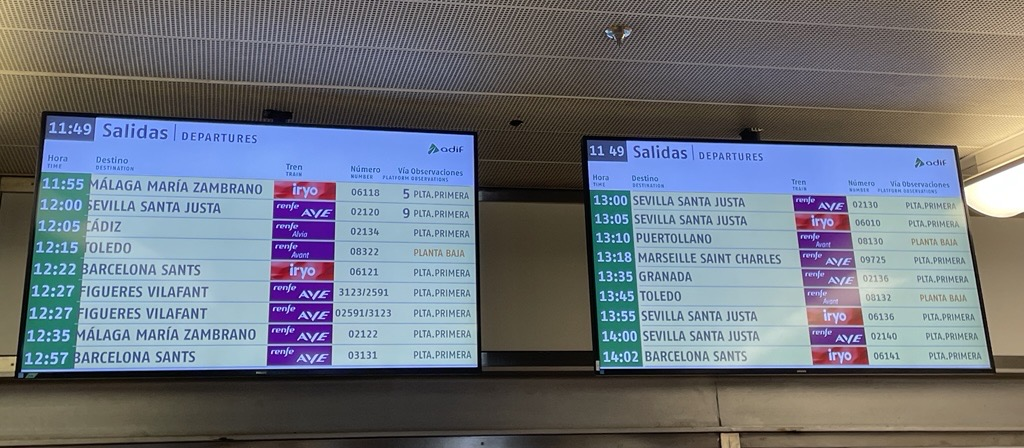 11:49 Salidas | DEPARTURES
adif
Hora Destino Tren Número Vía Observaciones
TIME DESTINATION TRAIN NUMBER PLATFORM OBSERVATIONS
11:55 MÁLAGA MARÍA ZAMBRANO iryo 06118 5 PLTA.PRIMERA
12:00 SEVILLA SANTA JUSTA renfe AVE 02120 9 PLTA.PRIMERA
12:05 CÁDIZ renfe Alvia 02134 PLTA.PRIMERA
12:15 TOLEDO renfe Avant 08322 PLANTA BAJA
12:22 BARCELONA SANTS iryo 06121 PLTA.PRIMERA
12:27 FIGUERES VILAFANT renfe AVE 3123/2591 PLTA.PRIMERA
12:27 FIGUERES VILAFANT renfe AVE 02591/3123 PLTA.PRIMERA
12:35 MÁLAGA MARÍA ZAMBRANO renfe AVE 02122 PLTA.PRIMERA
12:57 BARCELONA SANTS renfe AVE 03131 PLTA.PRIMERA
11 49 Salidas | DEPARTURES
adif
Hora Destino Tren Número Vía Observaciones
TIME DESTINATION TRAIN NUMBER PLATFORM OBSERVATIONS
13:00 SEVILLA SANTA JUSTA renfe AVE 02130 PLTA.PRIMERA
13:05 SEVILLA SANTA JUSTA iryo 06010 PLTA.PRIMERA
13:10 PUERTOLLANO renfe Avant 08130 PLANTA BAJA
13:18 MARSEILLE SAINT CHARLES renfe AVE 09725 PLTA.PRIMERA
13:35 GRANADA renfe AVE 02136 PLTA.PRIMERA
13:45 TOLEDO renfe Avant 08132 PLANTA BAJA
13:55 SEVILLA SANTA JUSTA iryo 06136 PLTA.PRIMERA
14:00 SEVILLA SANTA JUSTA renfe AVE 02140 PLTA.PRIMERA
14:02 BARCELONA SANTS iryo 06141 PLTA.PRIMERA